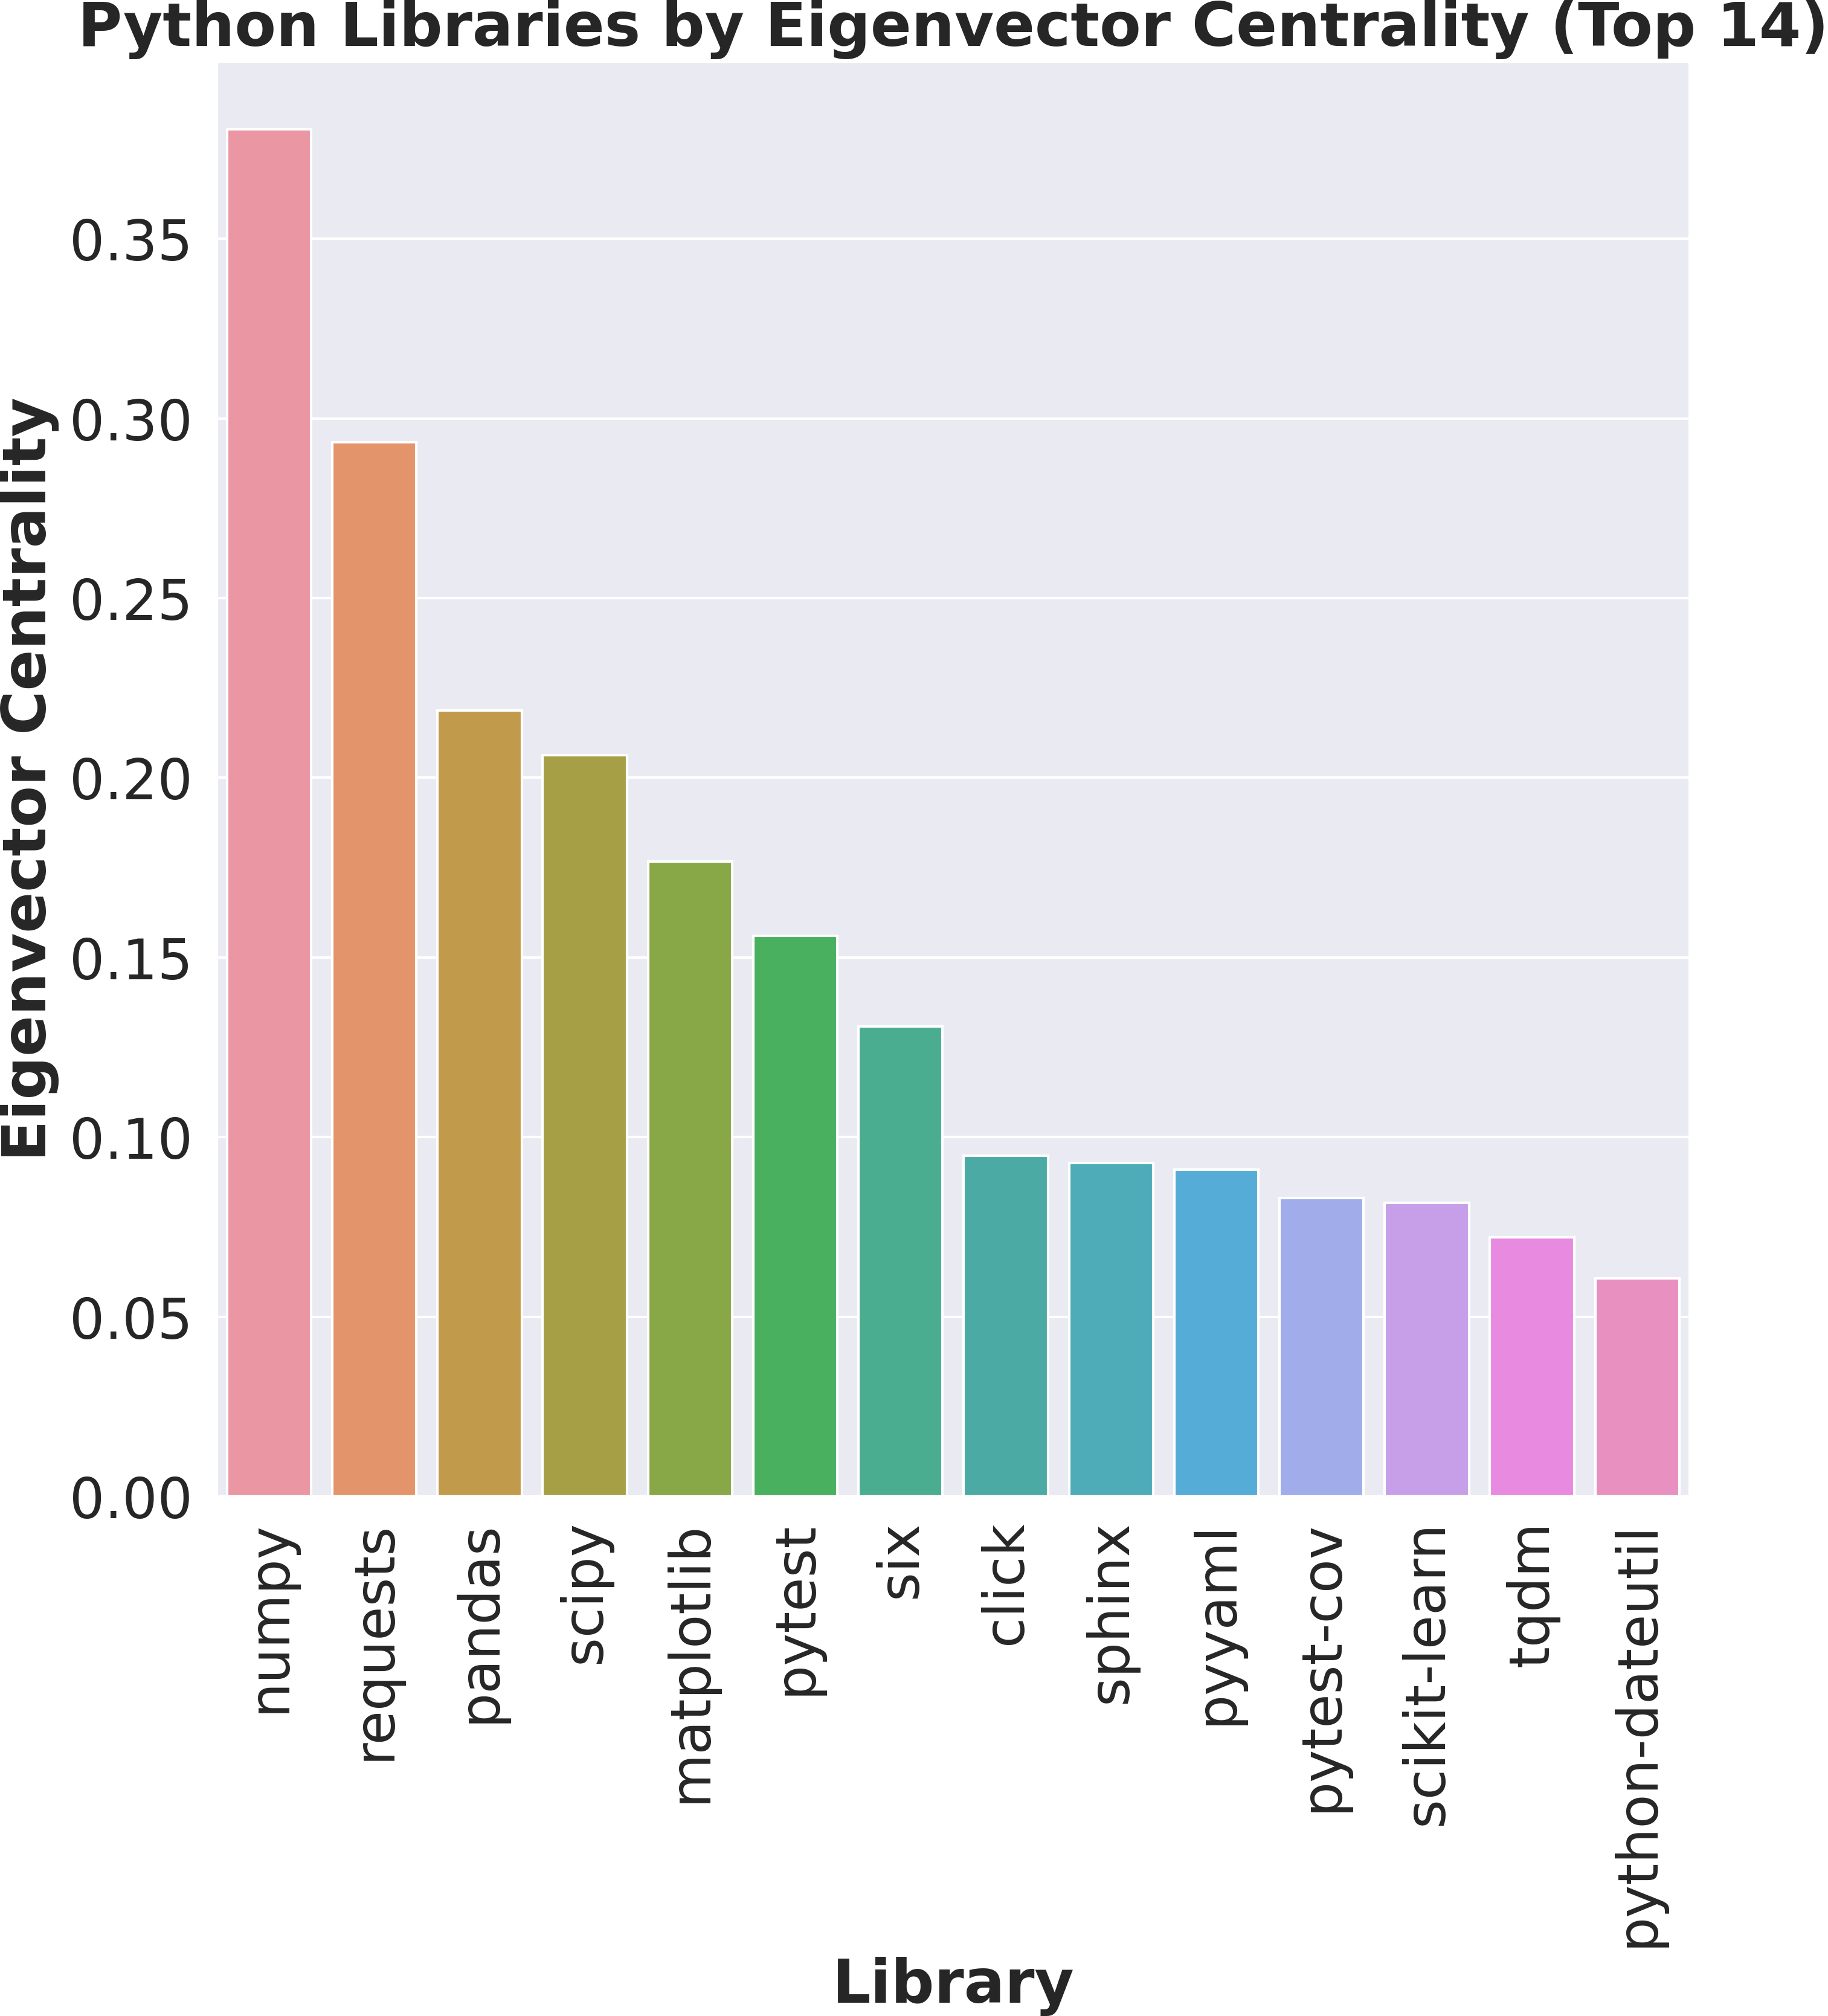 Python Libraries by Eigenvector Centrality (Top 14)
Eigenvector Centrality
0.35
0.30
0.25
0.20
0.15
0.10
0.05
0.00
numpy
requests
pandas
scipy
matplotlib
pytest
six
click
sphinx
pyyaml
pytest-cov
scikit-learn
tqdm
python-dateutil
Library